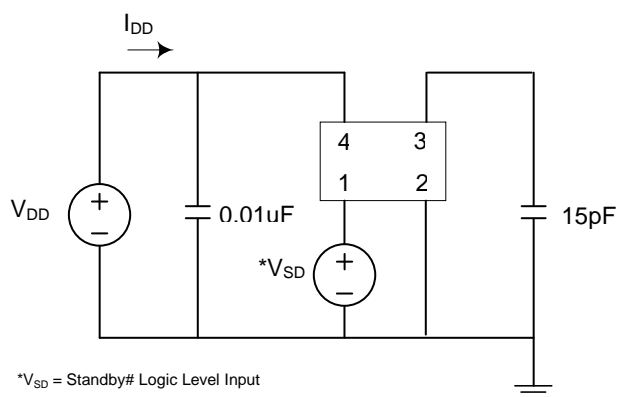 IDD
4 3
1 2
VDD
+
−
0.01uF
*VSD
+
−
15pF
*VSD = Standby# Logic Level Input